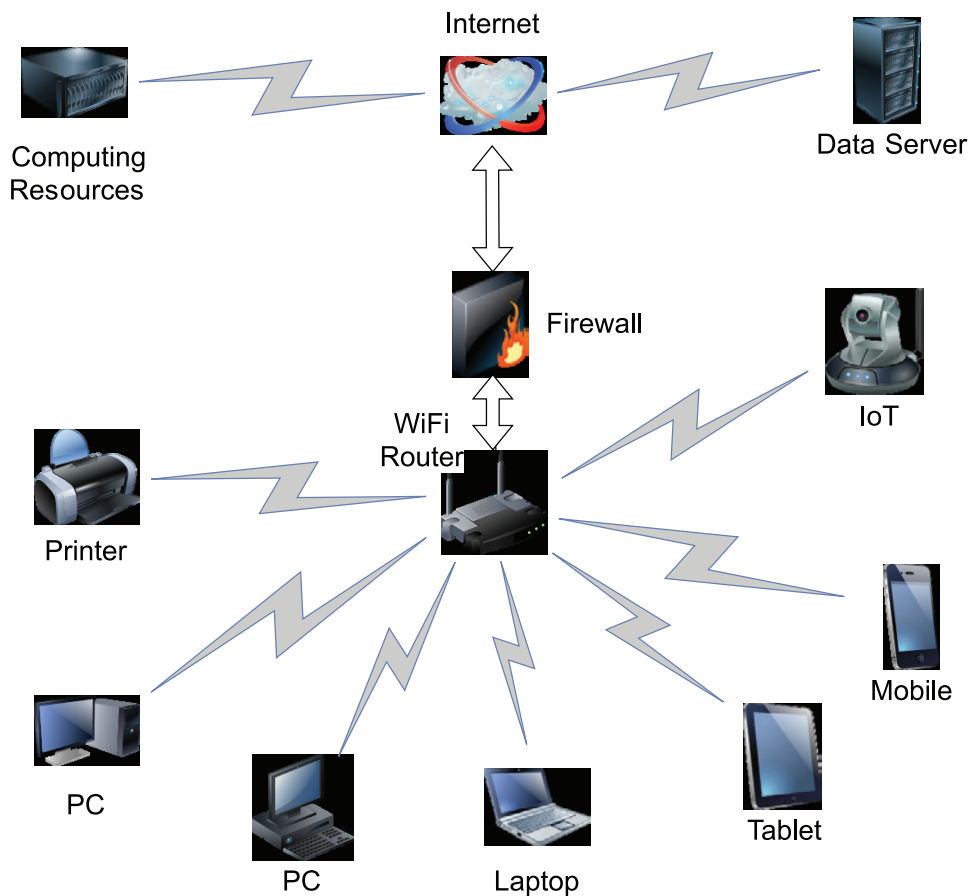 Internet
Computing
Resources
Data Server
Firewall
IoT
WiFi
Router
Printer
Mobile
PC
Tablet
PC
Laptop